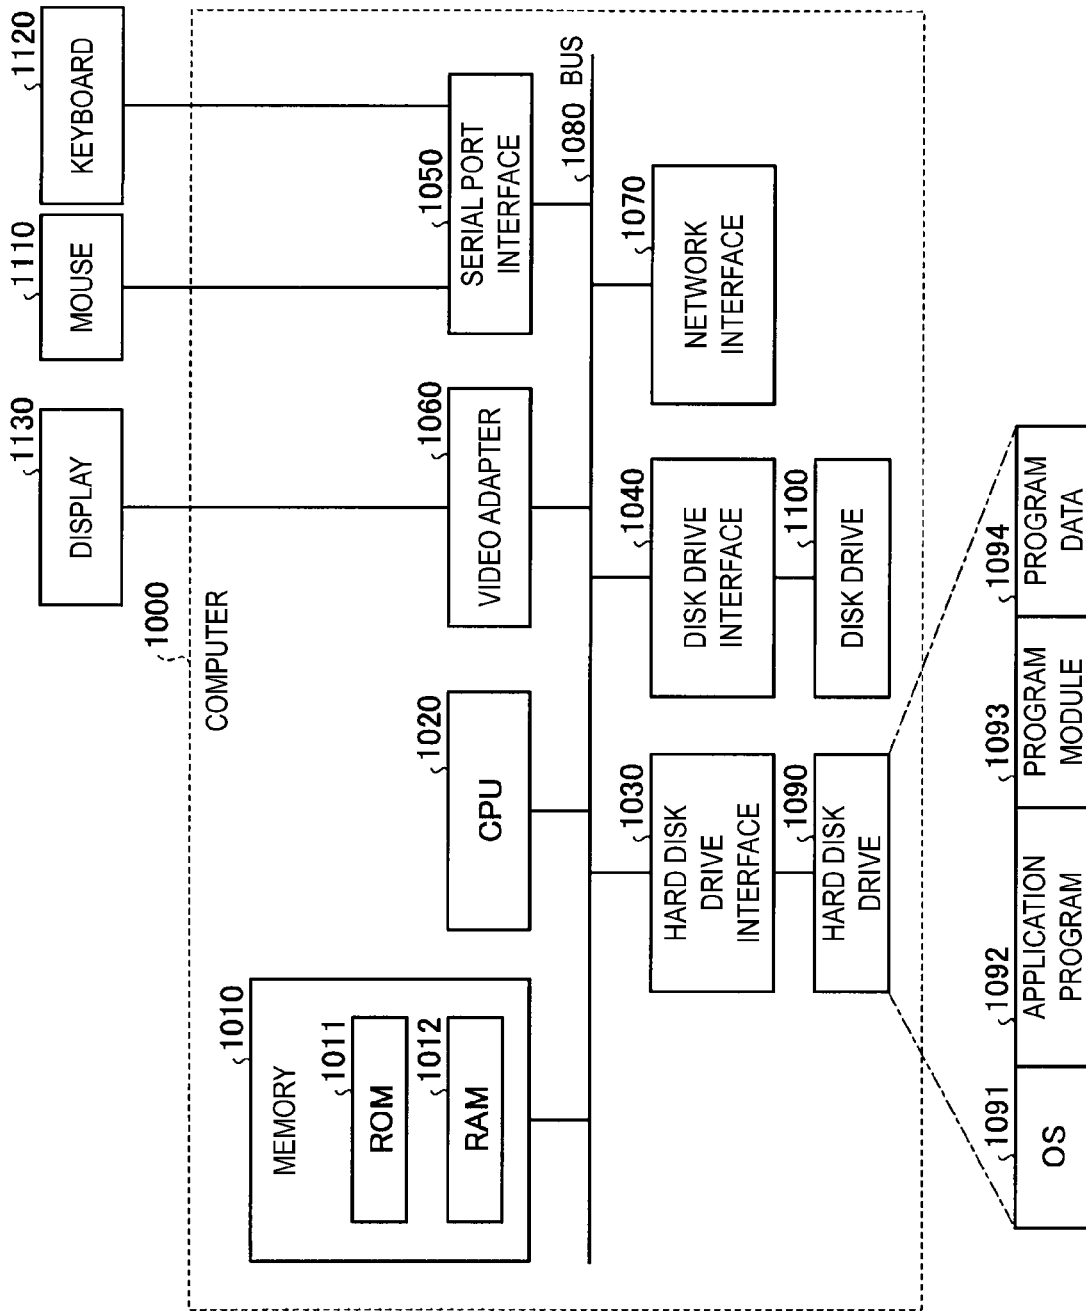 1130
DISPLAY
1110
MOUSE
1120
KEYBOARD
1000
COMPUTER
1010
MEMORY
1011
ROM
1012
RAM
1020
CPU
1060
VIDEO ADAPTER
1050
SERIAL PORT
INTERFACE
1080 BUS
1030
HARD DISK
DRIVE
INTERFACE
1040
DISK DRIVE
INTERFACE
1070
NETWORK
INTERFACE
1090
HARD DISK
DRIVE
1100
DISK DRIVE
1091
OS
1092
APPLICATION
PROGRAM
1093
PROGRAM
MODULE
1094
PROGRAM
DATA